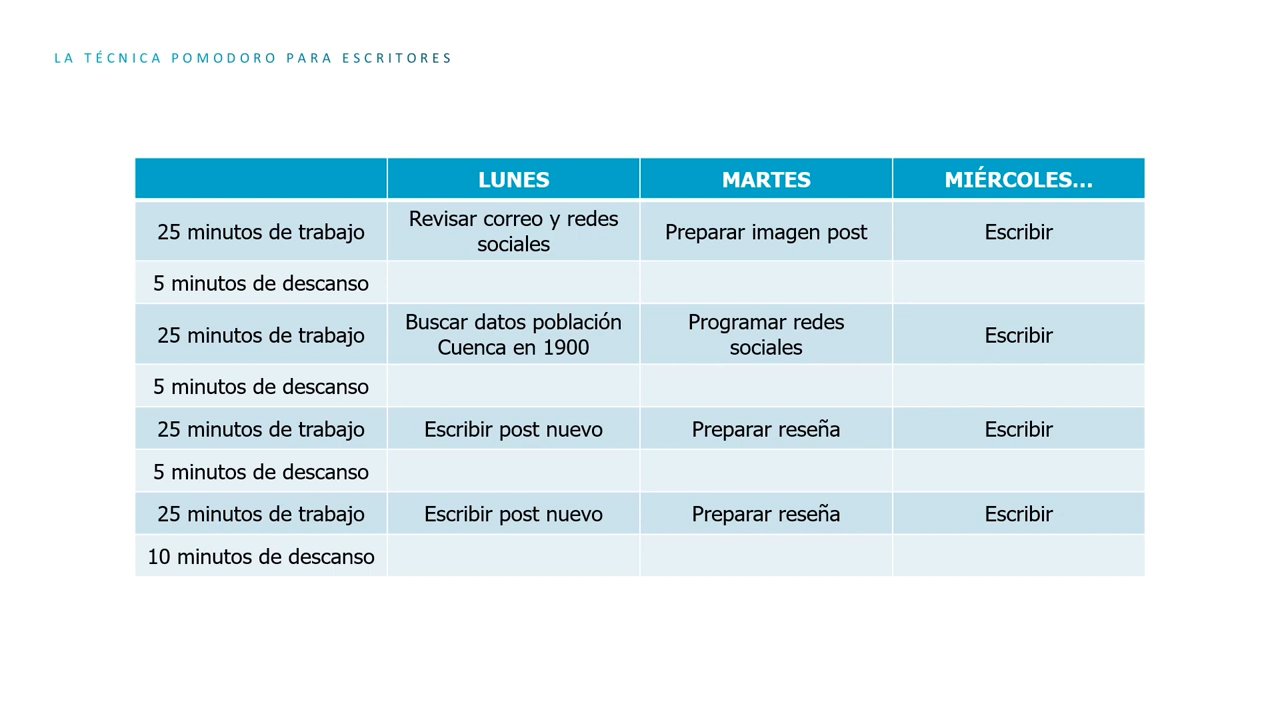 LA TÉCNICA POMODORO PARA ESCRITORES
LUNES MARTES MIÉRCOLES...
25 minutos de trabajo Revisar correo y redes sociales Preparar imagen post Escribir
5 minutos de descanso
25 minutos de trabajo Buscar datos población Cuenca en 1900 Programar redes sociales Escribir
5 minutos de descanso
25 minutos de trabajo Escribir post nuevo Preparar reseña Escribir
5 minutos de descanso
25 minutos de trabajo Escribir post nuevo Preparar reseña Escribir
10 minutos de descanso